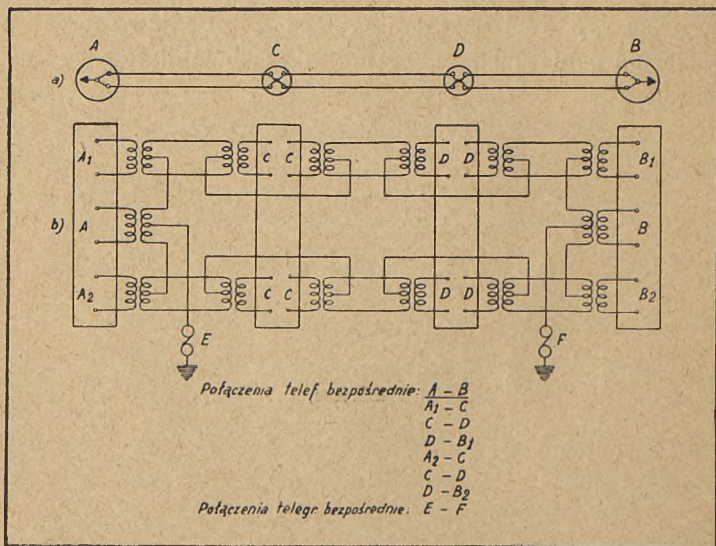 A C D B
a)
A1 C C D D B1
b) A B
A2 C C D D B2
E F
Połączenia telef bezpośrednie: A – B
A1 – C
C – D
D – B1
A2 – C
C – D
D – B2
Połączenia telegr. bezpośrednie: E – F